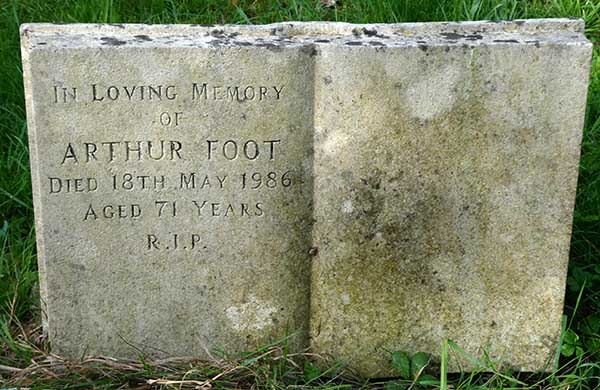 In Loving Memory
of
ARTHUR FOOT
Died 18th May 1986
Aged 71 Years
R.I.P.